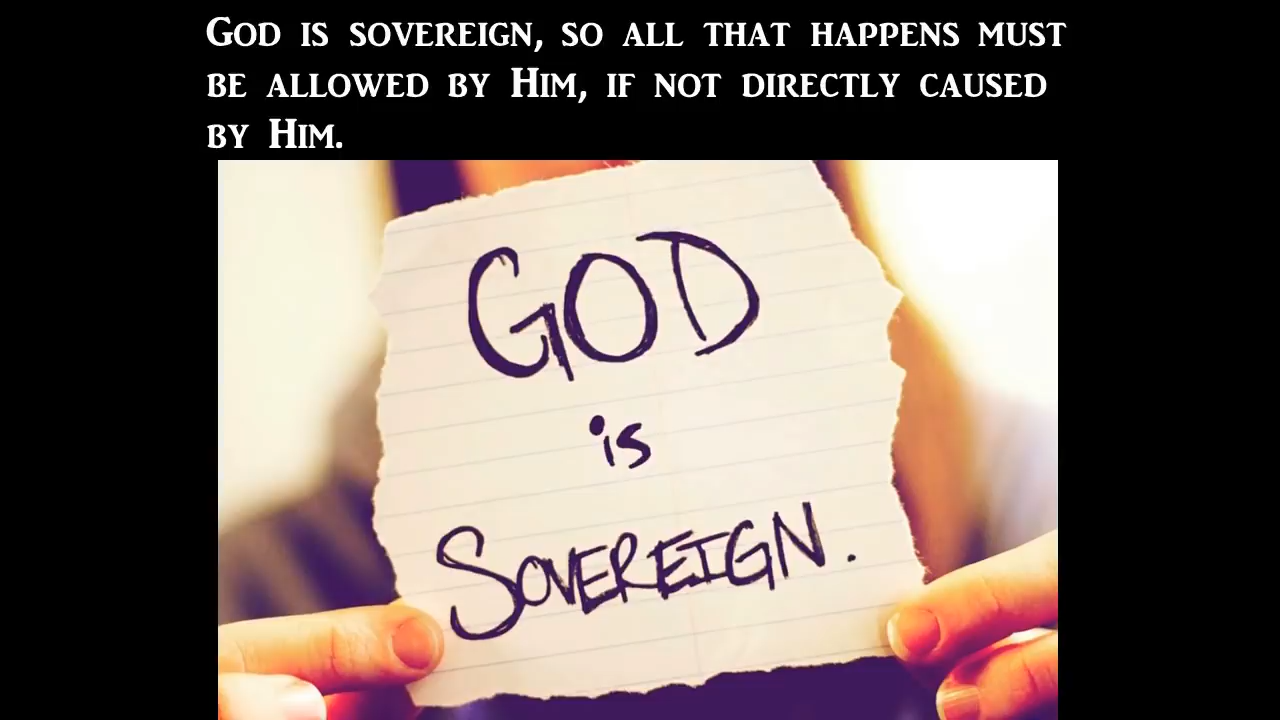 God is sovereign, so all that happens must
be allowed by Him, if not directly caused
by Him.
GOD
is
SOVEREIGN.